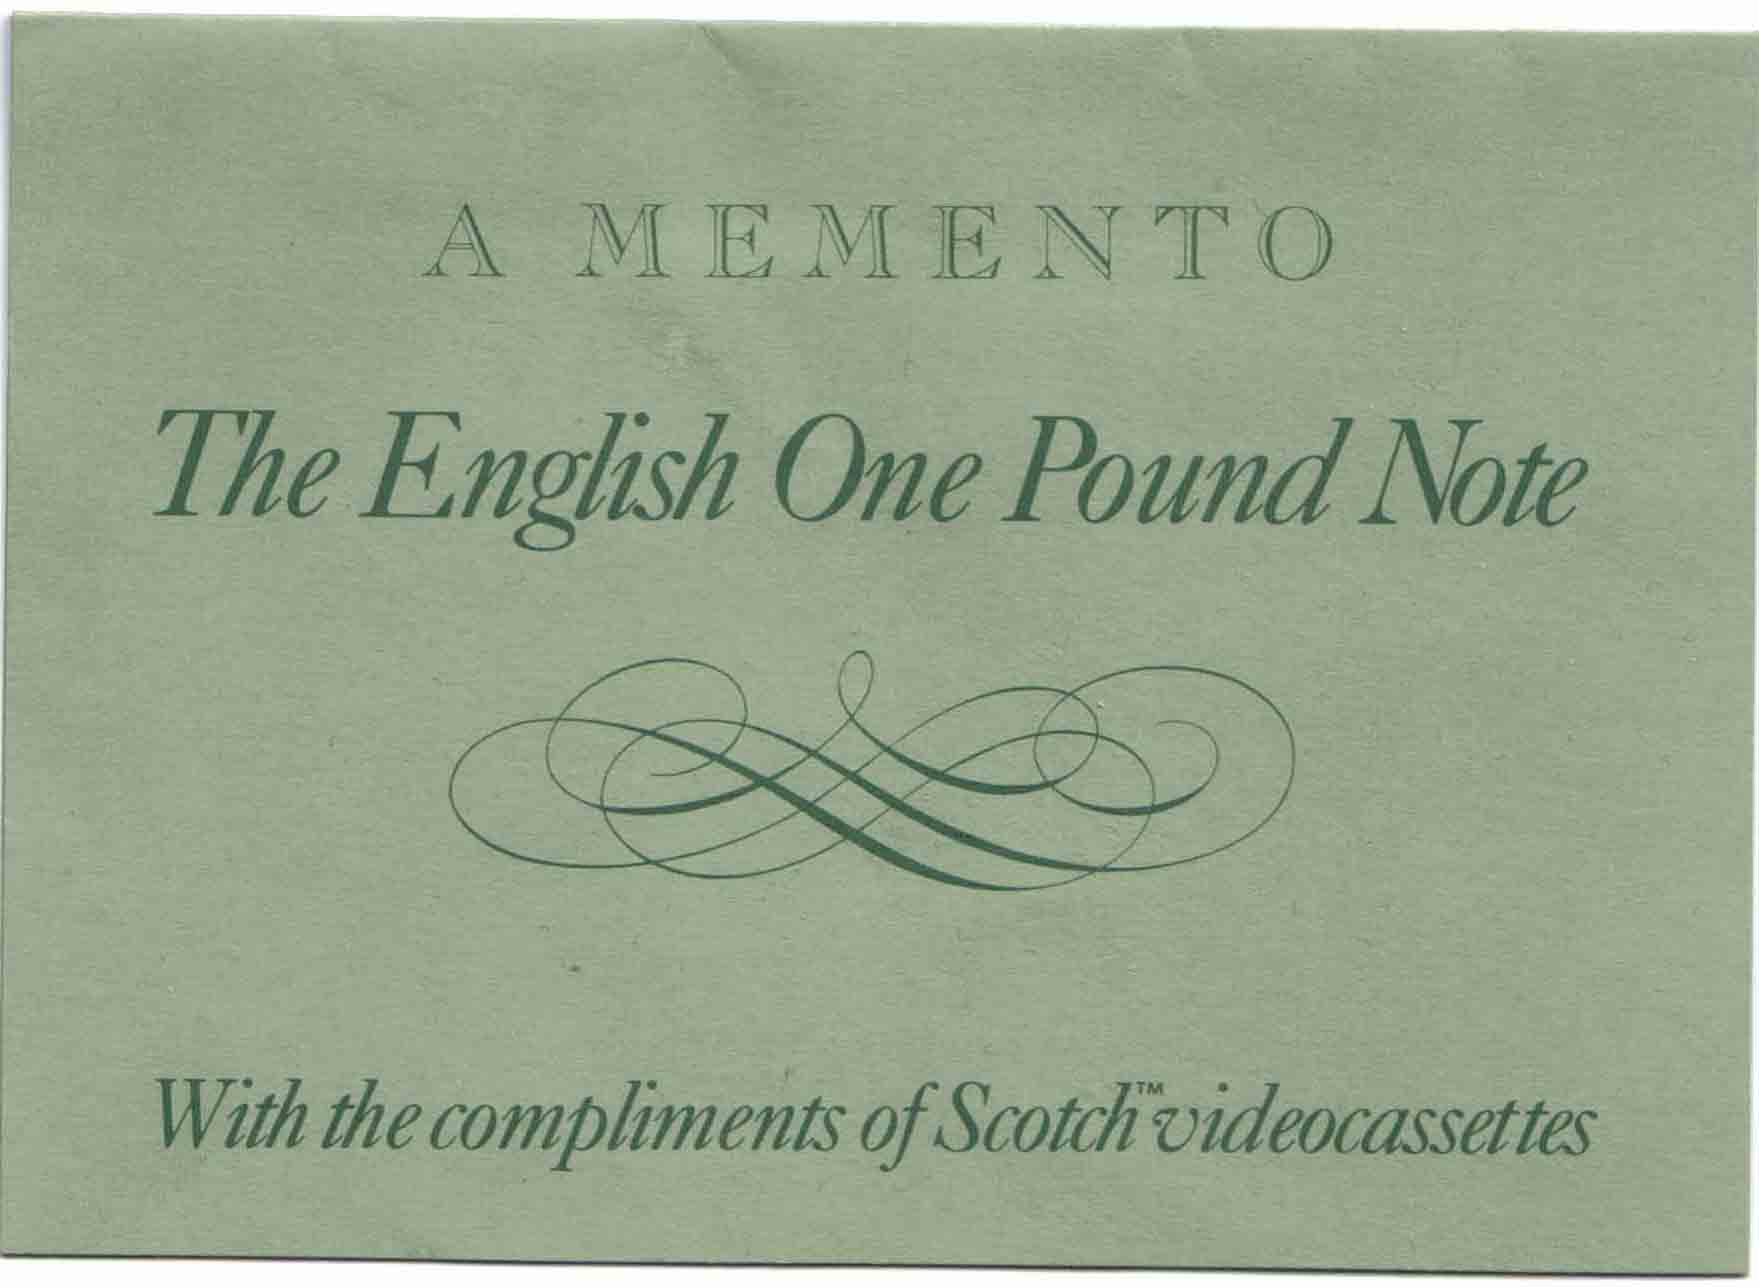 A MEMENTO
The English One Pound Note
With the compliments of Scotch™ videocassettes